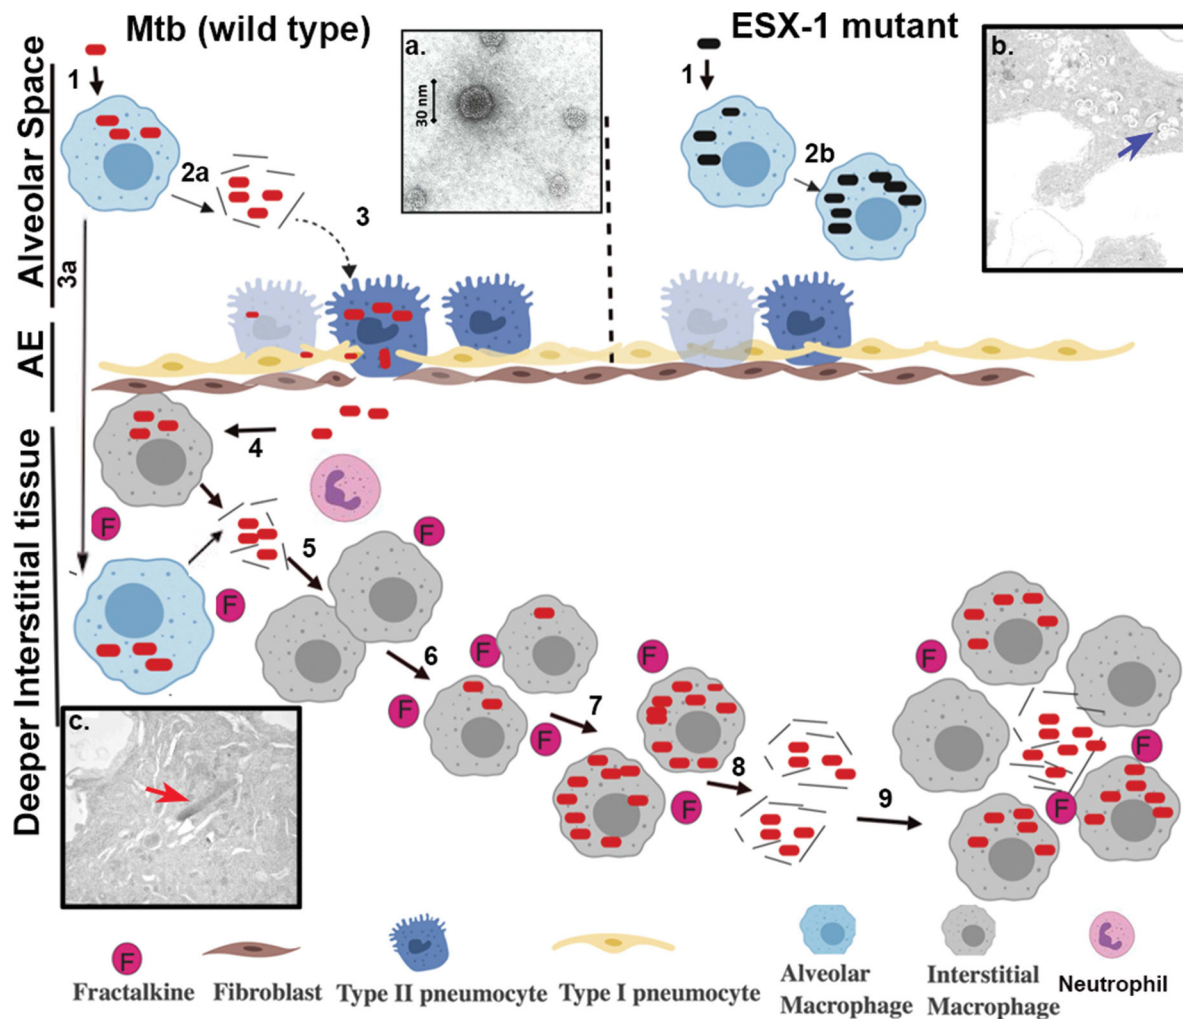 Mtb (wild type)
ESX-1 mutant
a.
30 nm
b.
Alveolar Space
AE
Deeper Interstitial tissue
1
2a
3
3a
1
2b
4
F
5
F
F
6
F
F
F
7
F
F
8
9
F
F
F
c.
F
Fractalkine
Fibroblast
Type II pneumocyte
Type I pneumocyte
Alveolar
Macrophage
Interstitial
Macrophage
Neutrophil